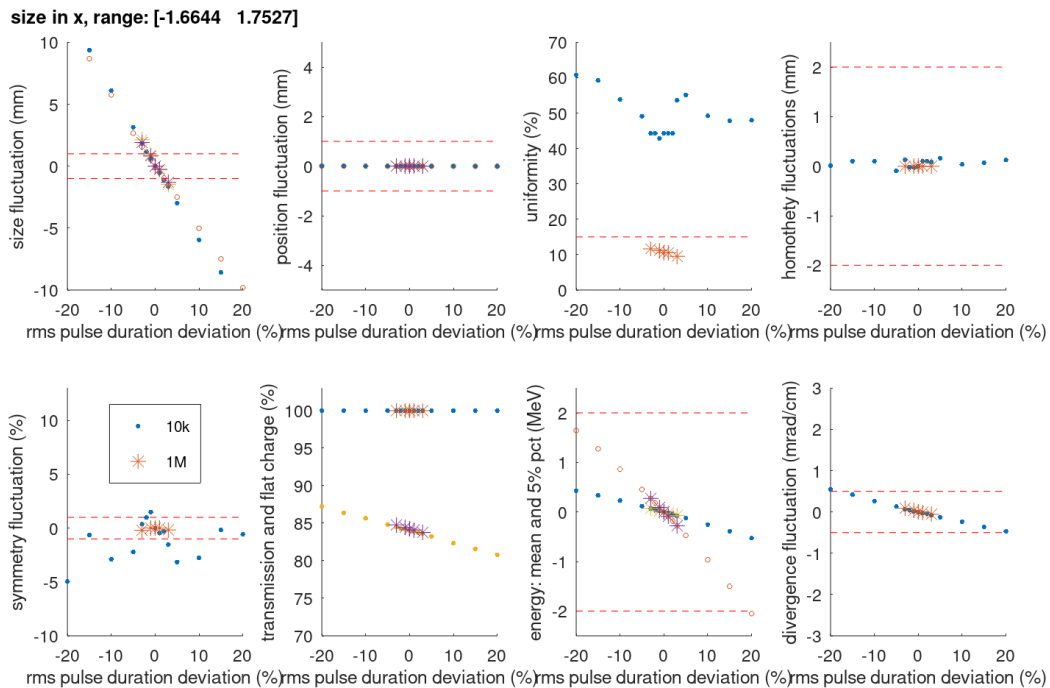 size in x, range: [-1.6644 1.7527]
size fluctuation (mm)
10
5
0
-5
-10
-20 -10 0 10 20
rms pulse duration deviation (%)
position fluctuation (mm)
4
2
0
-2
-4
-20 -10 0 10 20
rms pulse duration deviation (%)
uniformity (%)
70
60
50
40
30
20
10
0
-20 -10 0 10 20
rms pulse duration deviation (%)
homothety fluctuations (mm)
2
1
0
-1
-2
-20 -10 0 10 20
rms pulse duration deviation (%)
symmetry fluctuation (%)
10
5
0
-5
-10
10k
1M
-20 -10 0 10 20
rms pulse duration deviation (%)
transmission and flat charge (%)
100
95
90
85
80
75
70
-20 -10 0 10 20
rms pulse duration deviation (%)
energy: mean and 5% pct (MeV)
2
1
0
-1
-2
-20 -10 0 10 20
rms pulse duration deviation (%)
divergence fluctuation (mrad/cm)
3
2
1
0
-1
-2
-3
-20 -10 0 10 20
rms pulse duration deviation (%)